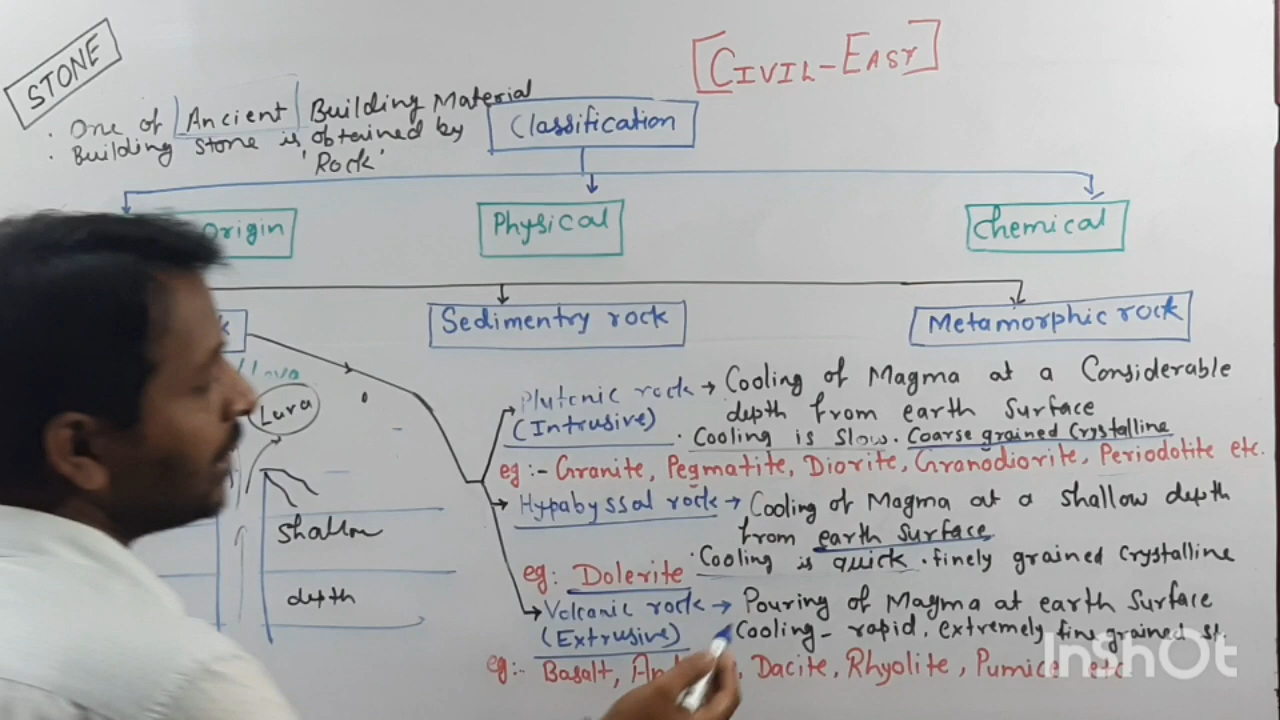 STONE
[CIVIL-EASY]
· One of Ancient Building Material
· Building stone is obtained by
'Rock'
Classification
Origin
Physical
Chemical
Sedimentry rock
Metamorphic rock
Lava
Shallow
depth
Plutonic rock → Cooling of Magma at a Considerable
(Intrusive) depth from earth surface
· Cooling is slow. Coarse grained Crystalline
eg:- Granite, Pegmatite, Diorite, Granodiorite, Periodotite etc.
Hypabyssal rock → Cooling of Magma at a shallow depth
from earth surface
· Cooling is quick · finely grained crystalline
eg: Dolerite
Volcanic rock → Pouring of Magma at earth surface
(Extrusive) Cooling - rapid, extremely fine grained
eg:- Basalt, Dacite, Rhyolite, Pumice etc
InShOt